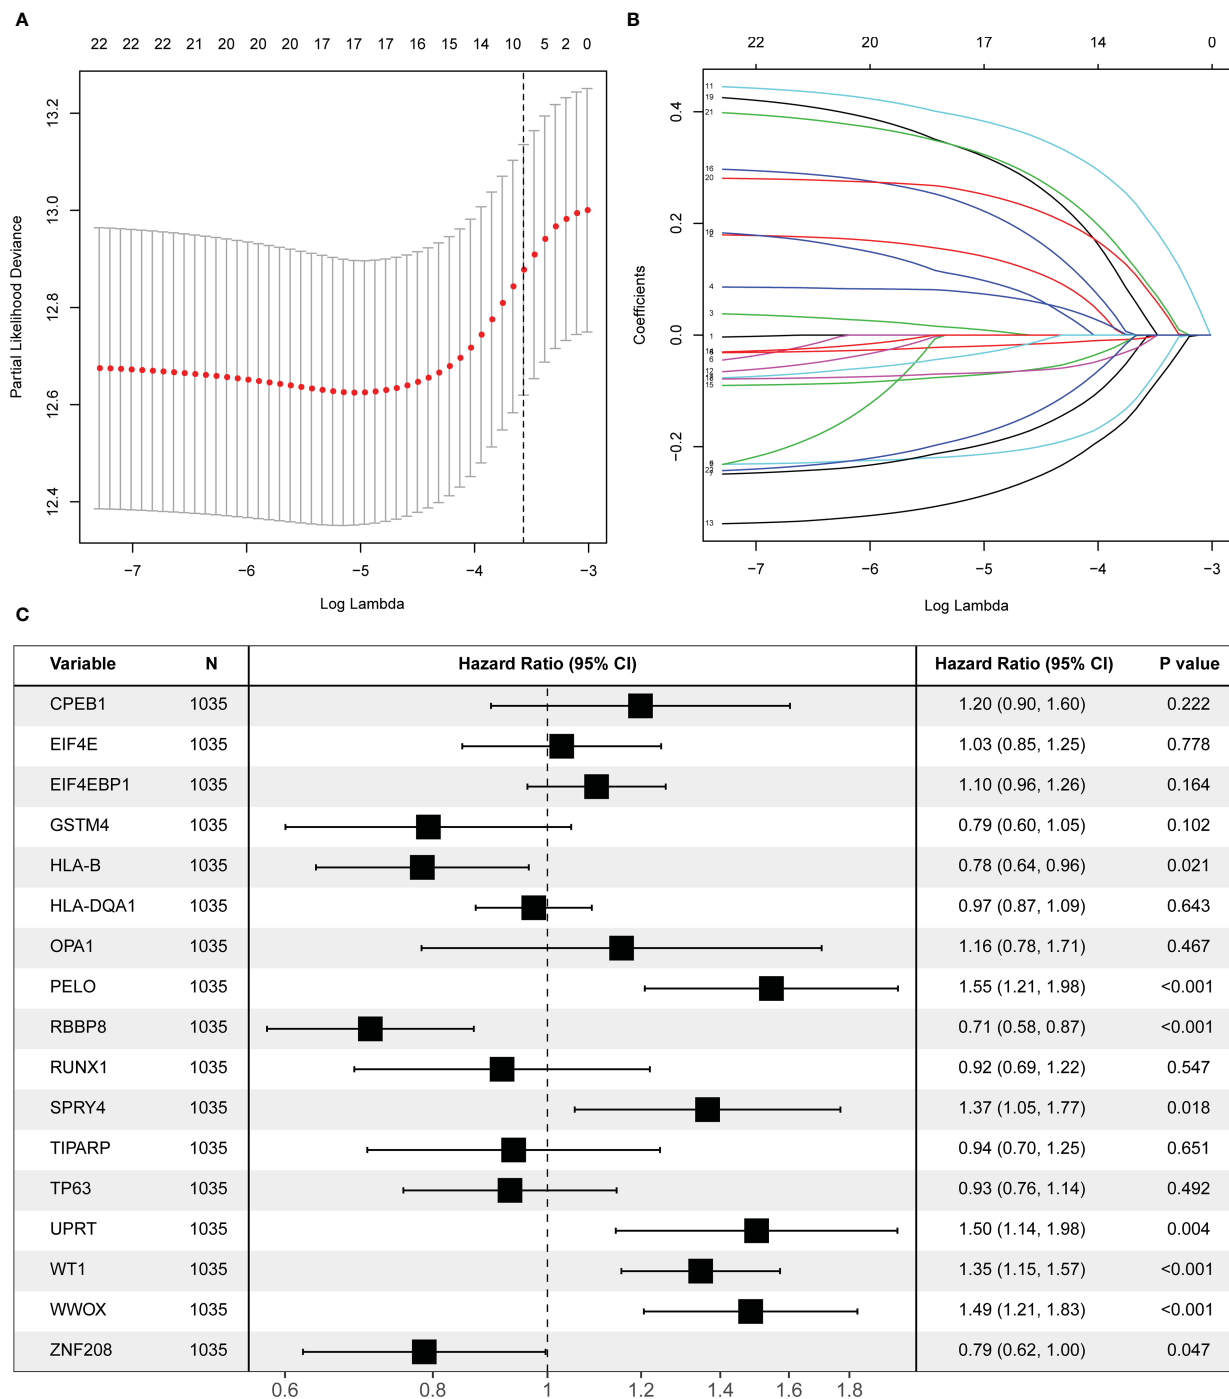 A
22 22 22 21 20 20 20 17 17 17 16 15 14 10 5 2 0
Partial Likelihood Deviance
13.2
13.0
12.8
12.6
12.4
−7 −6 −5 −4 −3
Log Lambda
B
22 20 17 14 0
Coefficients
0.4
0.2
0.0
−0.2
11
19
21
16
20
4
3
1
6
12
15
13
−7 −6 −5 −4 −3
Log Lambda
C
Variable N Hazard Ratio (95% CI) Hazard Ratio (95% CI) P value
CPEB1 1035 1.20 (0.90, 1.60) 0.222
EIF4E 1035 1.03 (0.85, 1.25) 0.778
EIF4EBP1 1035 1.10 (0.96, 1.26) 0.164
GSTM4 1035 0.79 (0.60, 1.05) 0.102
HLA-B 1035 0.78 (0.64, 0.96) 0.021
HLA-DQA1 1035 0.97 (0.87, 1.09) 0.643
OPA1 1035 1.16 (0.78, 1.71) 0.467
PELO 1035 1.55 (1.21, 1.98) <0.001
RBBP8 1035 0.71 (0.58, 0.87) <0.001
RUNX1 1035 0.92 (0.69, 1.22) 0.547
SPRY4 1035 1.37 (1.05, 1.77) 0.018
TIPARP 1035 0.94 (0.70, 1.25) 0.651
TP63 1035 0.93 (0.76, 1.14) 0.492
UPRT 1035 1.50 (1.14, 1.98) 0.004
WT1 1035 1.35 (1.15, 1.57) <0.001
WWOX 1035 1.49 (1.21, 1.83) <0.001
ZNF208 1035 0.79 (0.62, 1.00) 0.047
0.6 0.8 1 1.2 1.4 1.6 1.8